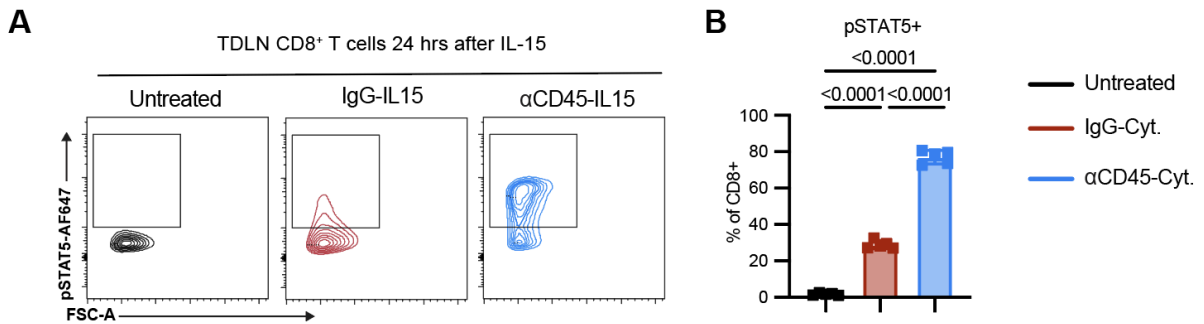 A
TDLN CD8⁺ T cells 24 hrs after IL-15
Untreated
IgG-IL15
αCD45-IL15
pSTAT5-AF647
FSC-A
B
pSTAT5+
<0.0001
<0.0001 <0.0001
% of CD8+
100
80
60
40
20
0
Untreated
IgG-Cyt.
αCD45-Cyt.